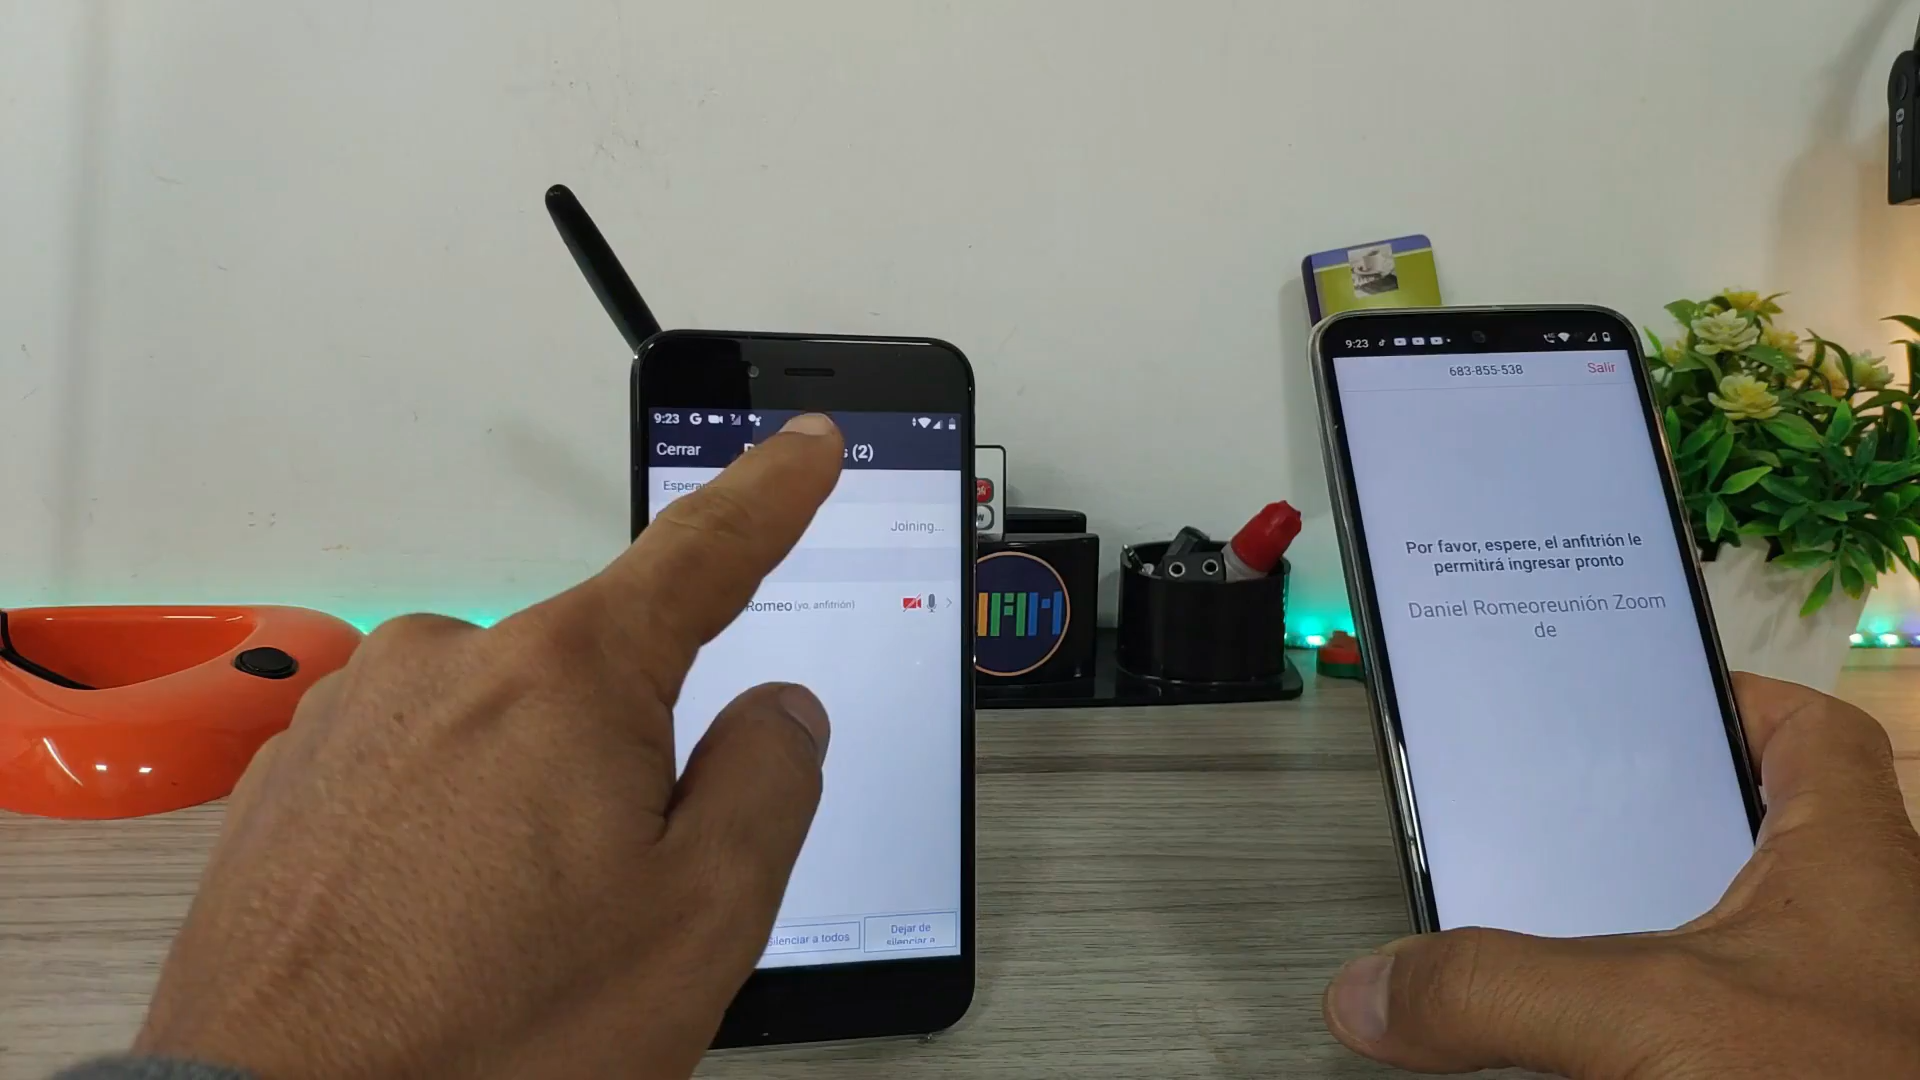 9:23
Cerrar
(2)
Joining...
Romeo (yo, anfitrión)
Silenciar a todos
Dejar de
silenciar a
9:23
683-855-538
Salir
Por favor, espere, el anfitrión le
permitirá ingresar pronto
Daniel Romeoreunión Zoom
de